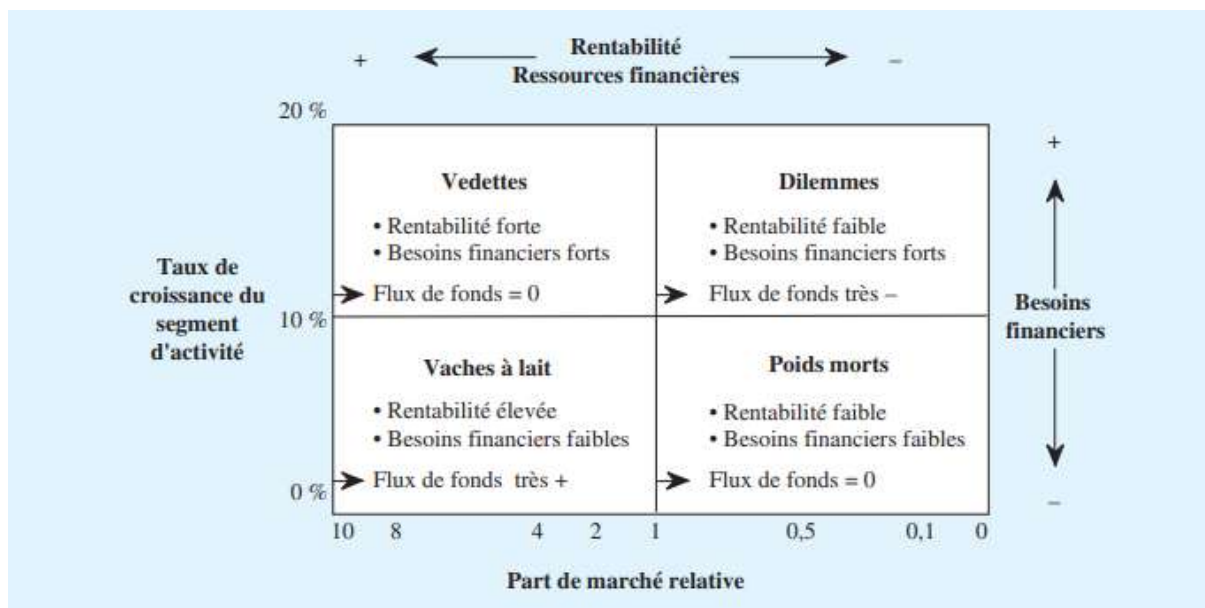 + Rentabilité –
Ressources financières
20 %
+
Vedettes
• Rentabilité forte
• Besoins financiers forts
Flux de fonds = 0
Dilemmes
• Rentabilité faible
• Besoins financiers forts
Flux de fonds très –
Taux de
croissance du
segment
d'activité
10 %
Besoins
financiers
Vaches à lait
• Rentabilité élevée
• Besoins financiers faibles
Flux de fonds très +
Poids morts
• Rentabilité faible
• Besoins financiers faibles
Flux de fonds = 0
0 %
–
10 8 4 2 1 0,5 0,1 0
Part de marché relative